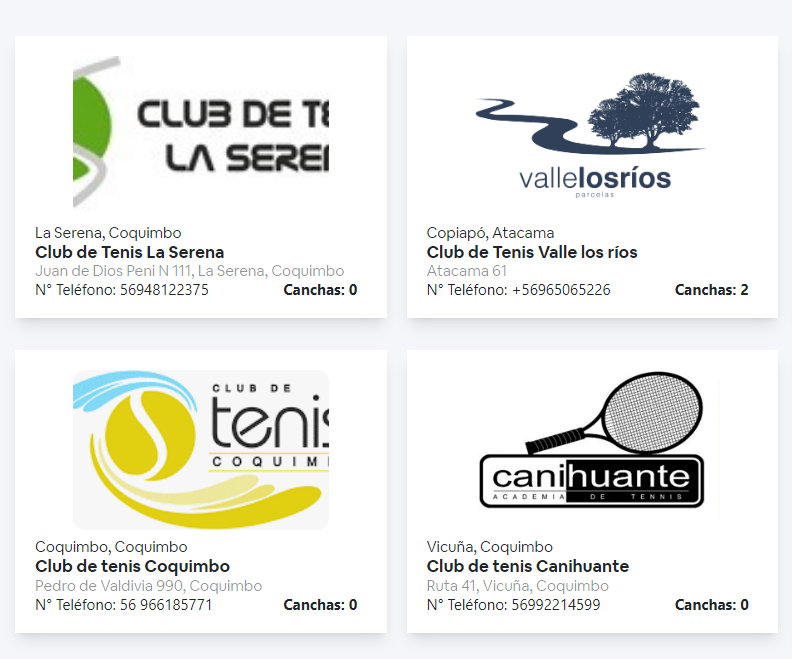 CLUB DE TE
LA SEREN
La Serena, Coquimbo
Club de Tenis La Serena
Juan de Dios Peni N 111, La Serena, Coquimbo
N° Teléfono: 56948122375 Canchas: 0
vallelosríos
parcelas
Copiapó, Atacama
Club de Tenis Valle los ríos
Atacama 61
N° Teléfono: +56965065226 Canchas: 2
CLUB DE
tenis
COQUIM
Coquimbo, Coquimbo
Club de tenis Coquimbo
Pedro de Valdivia 990, Coquimbo
N° Teléfono: 56 966185771 Canchas: 0
canihuante
ACADEMIA DE TENNIS
Vicuña, Coquimbo
Club de tenis Canihuante
Ruta 41, Vicuña, Coquimbo
N° Teléfono: 56992214599 Canchas: 0